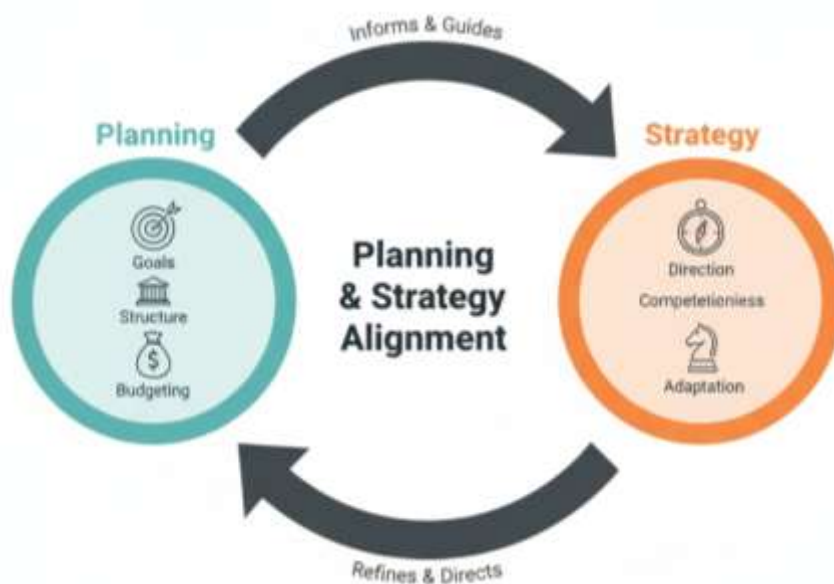 Informs & Guides
Planning
Strategy
Goals
Structure
$
Budgeting
Planning
& Strategy
Alignment
Direction
Competetioniess
Adaptation
Refines & Directs